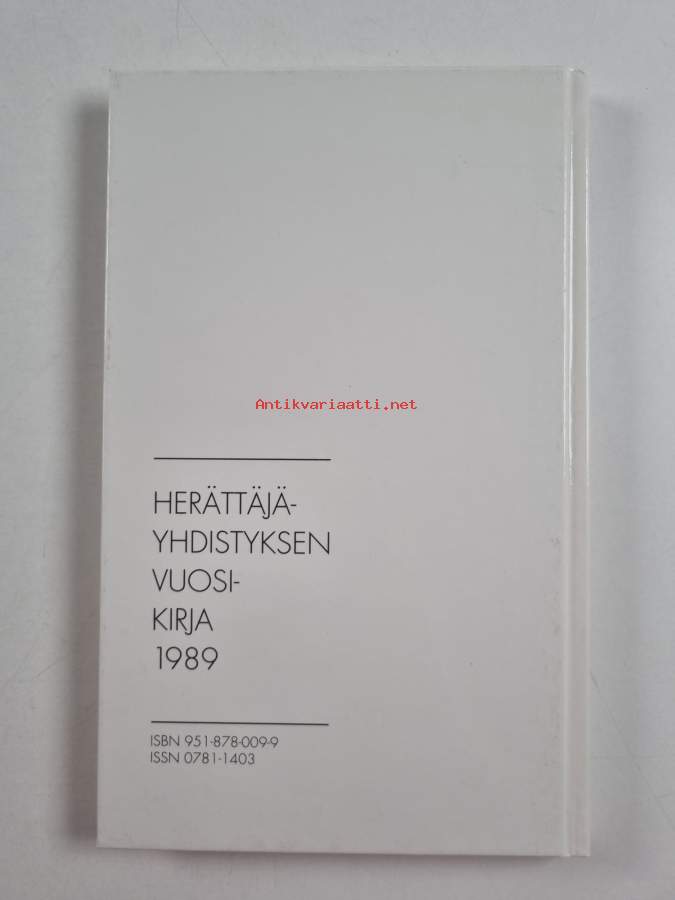 Antikvariaatti.net
HERÄTTÄJÄ-
YHDISTYKSEN
VUOSI-
KIRJA
1989
ISBN 951-878-009-9
ISSN 0781-1403